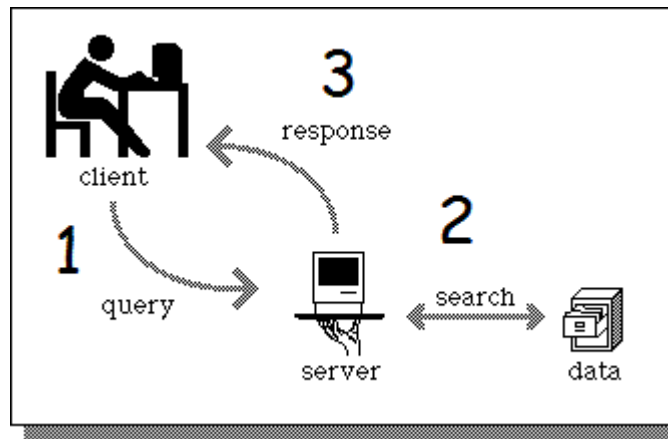 3
response
client
1
query
2
search
server
data